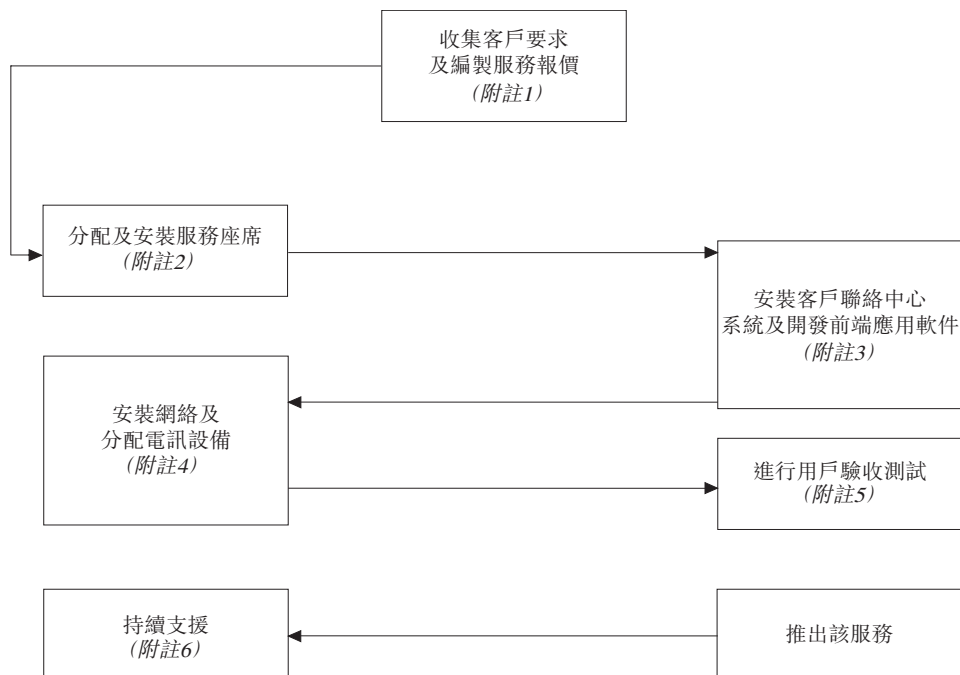 收集客戶要求
及編製服務報價
(附註1)
分配及安裝服務座席
(附註2)
安裝客戶聯絡中心
系統及開發前端應用軟件
(附註3)
安裝網絡及
分配電訊設備
(附註4)
進行用戶驗收測試
(附註5)
推出該服務
持續支援
(附註6)